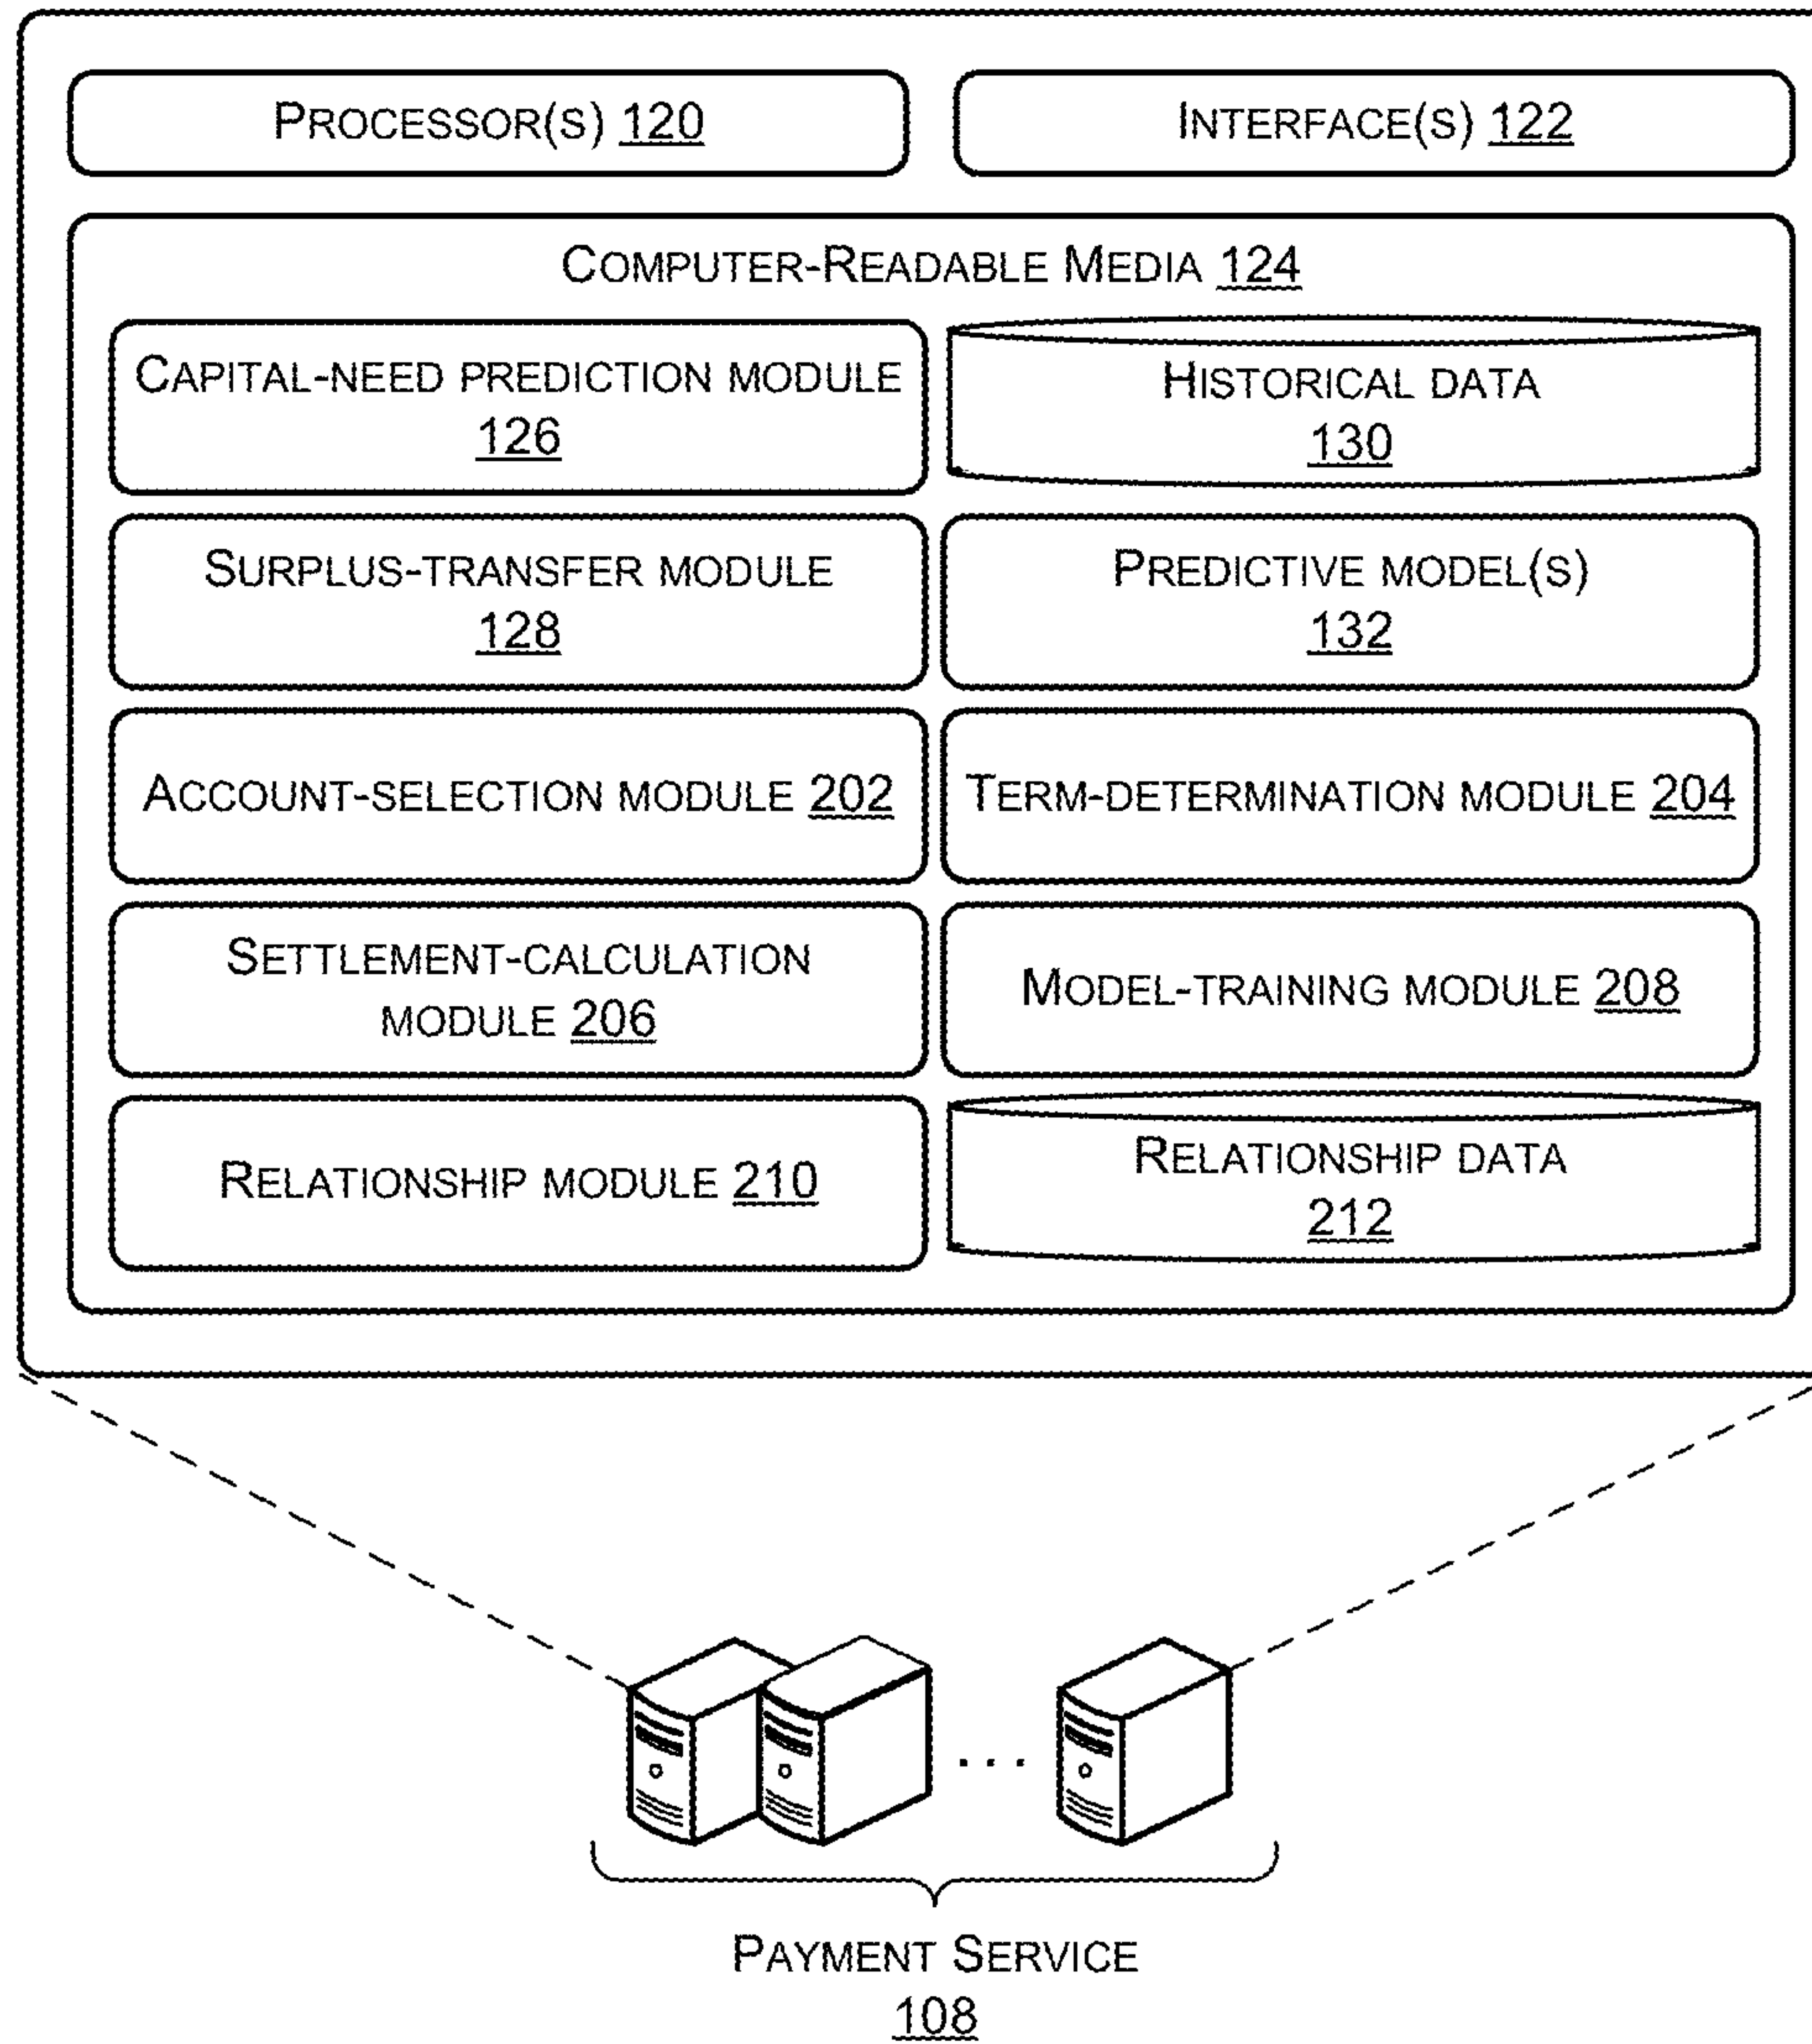 PROCESSOR(S) 120
INTERFACE(S) 122
COMPUTER-READABLE MEDIA 124
CAPITAL-NEED PREDICTION MODULE
126
HISTORICAL DATA
130
SURPLUS-TRANSFER MODULE
128
PREDICTIVE MODEL(S)
132
ACCOUNT-SELECTION MODULE 202
TERM-DETERMINATION MODULE 204
SETTLEMENT-CALCULATION
MODULE 206
MODEL-TRAINING MODULE 208
RELATIONSHIP MODULE 210
RELATIONSHIP DATA
212
...
PAYMENT SERVICE
108